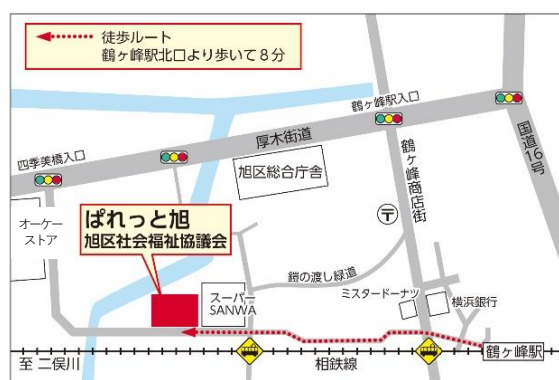 徒歩ルート
鶴ヶ峰駅北口より歩いて8分
鶴ヶ峰駅入口
厚木街道
四季美橋入口
国道16号
旭区総合庁舎
鶴ヶ峰商店街
オーケー
ストア
ぱれっと旭
旭区社会福祉協議会
〒
鎧の渡し緑道
スーパー
SANWA
ミスタードーナツ
横浜銀行
鶴ヶ峰駅
至 二俣川
相鉄線